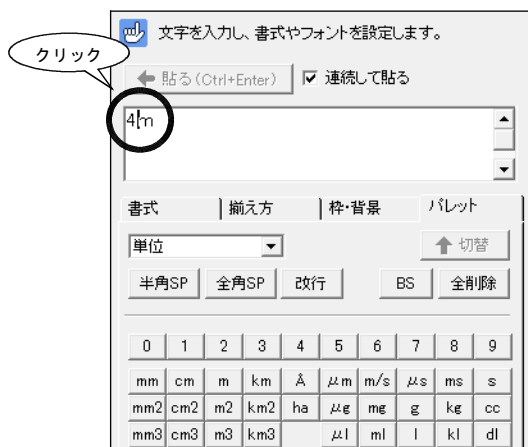 文字を入力し、書式やフォントを設定します。
クリック
貼る(Ctrl+Enter) 連続して貼る
4m
書式 揃え方 枠・背景 パレット
単位 切替
半角SP 全角SP 改行 BS 全削除
0 1 2 3 4 5 6 7 8 9
mm cm m km Å μm m/s μs ms s
mm2 cm2 m2 km2 ha μg mg g kg cc
mm3 cm3 m3 km3 μl ml l kl dl